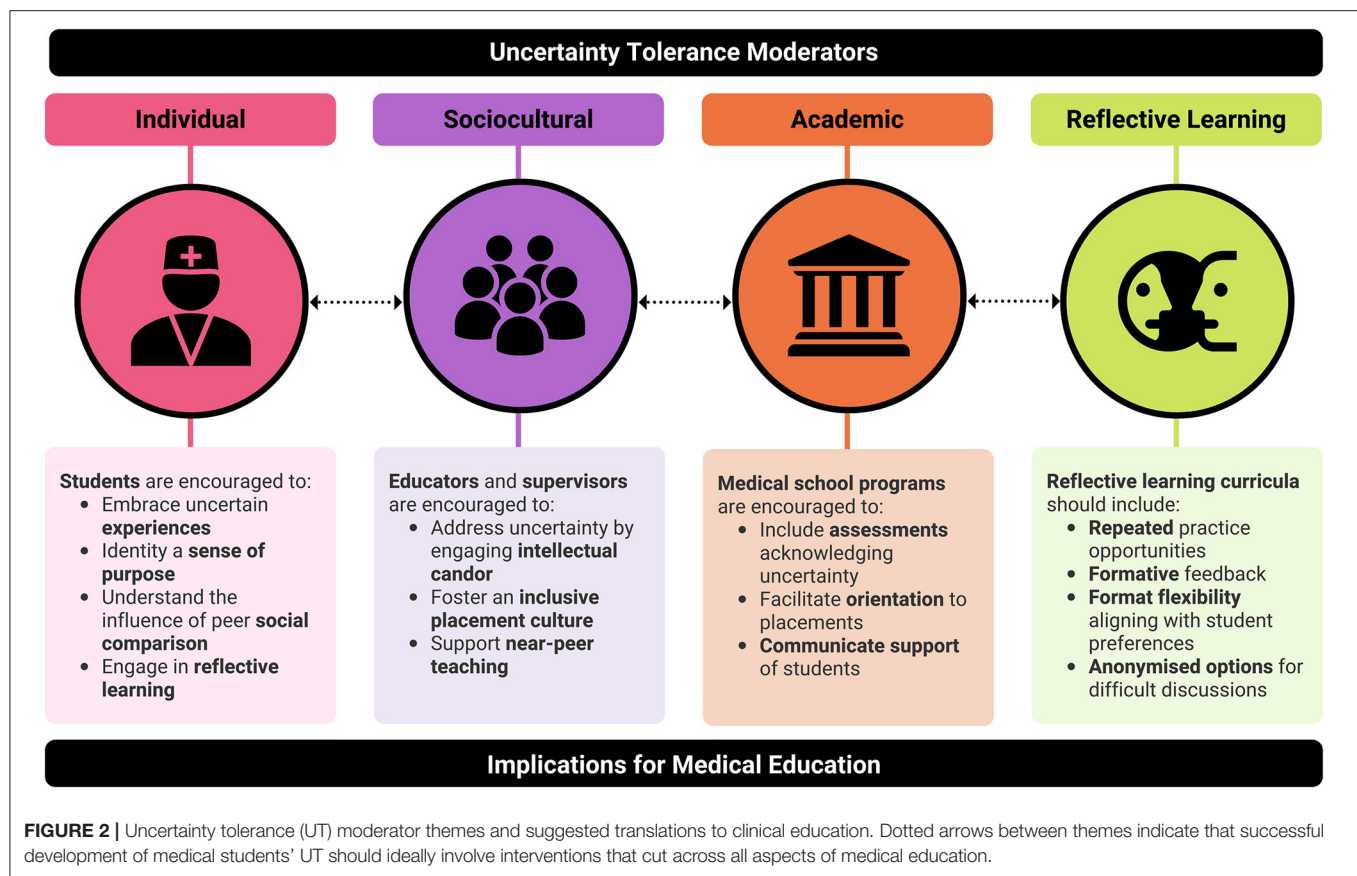 Uncertainty Tolerance Moderators
Individual
Sociocultural
Academic
Reflective Learning
Students are encouraged to:
• Embrace uncertain
experiences
• Identity a sense of
purpose
• Understand the
influence of peer social
comparison
• Engage in reflective
learning
Educators and supervisors
are encouraged to:
• Address uncertainty by
engaging intellectual
candor
• Foster an inclusive
placement culture
• Support near-peer
teaching
Medical school programs
are encouraged to:
• Include assessments
acknowledging
uncertainty
• Facilitate orientation to
placements
• Communicate support
of students
Reflective learning curricula
should include:
• Repeated practice
opportunities
• Formative feedback
• Format flexibility
aligning with student
preferences
• Anonymised options for
difficult discussions
Implications for Medical Education
FIGURE 2 | Uncertainty tolerance (UT) moderator themes and suggested translations to clinical education. Dotted arrows between themes indicate that successful
development of medical students’ UT should ideally involve interventions that cut across all aspects of medical education.